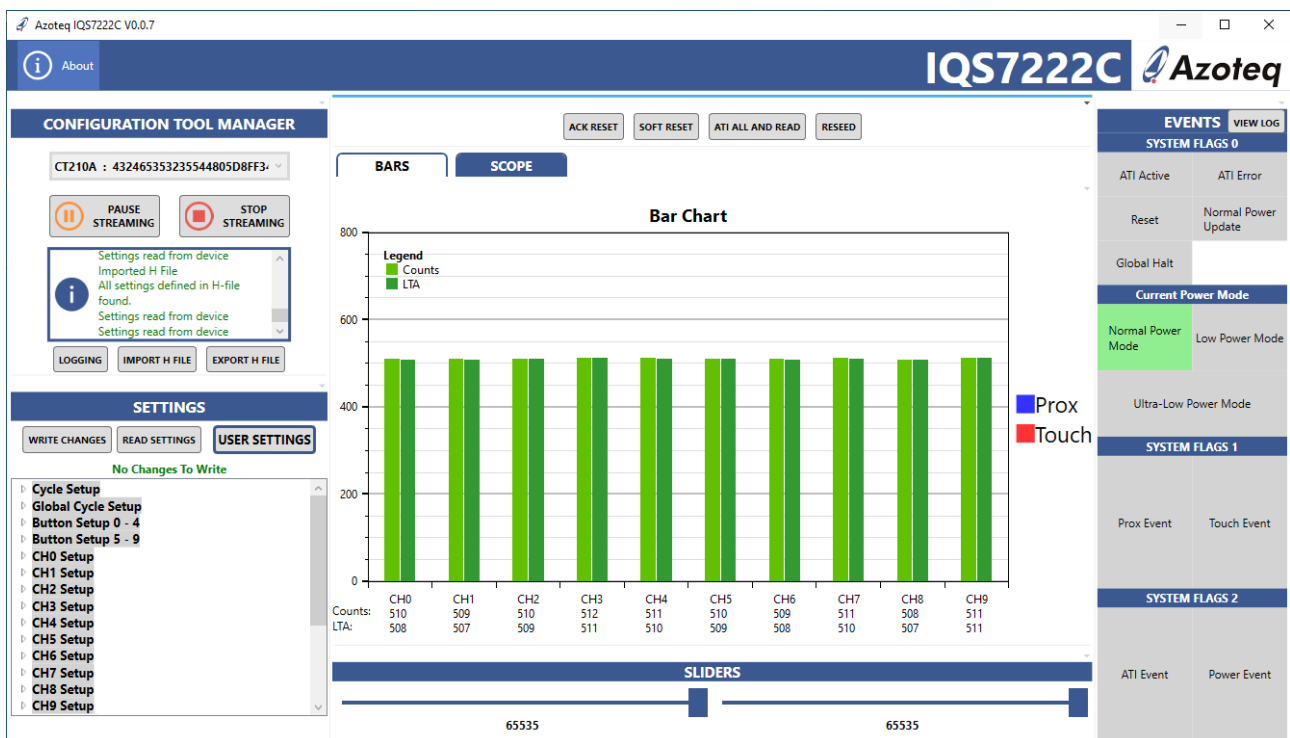 Azoteq IQS7222C V0.0.7
About
IQS7222C
Azoteq
CONFIGURATION TOOL MANAGER
CT210A : 432465353235544805D8FF34
PAUSE
STREAMING
STOP
STREAMING
Settings read from device
Imported H File
All settings defined in H-file
found.
Settings read from device
Settings read from device
LOGGING
IMPORT H FILE
EXPORT H FILE
SETTINGS
WRITE CHANGES
READ SETTINGS
USER SETTINGS
No Changes To Write
Cycle Setup
Global Cycle Setup
Button Setup 0 - 4
Button Setup 5 - 9
CH0 Setup
CH1 Setup
CH2 Setup
CH3 Setup
CH4 Setup
CH5 Setup
CH6 Setup
CH7 Setup
CH8 Setup
CH9 Setup
ACK RESET
SOFT RESET
ATI ALL AND READ
RESEED
BARS
SCOPE
Bar Chart
800
600
400
200
0
Legend
Counts
LTA
CH0 CH1 CH2 CH3 CH4 CH5 CH6 CH7 CH8 CH9
Counts: 510 509 510 512 511 510 509 511 508 511
LTA: 508 507 509 511 510 509 508 510 507 511
Prox
Touch
SLIDERS
65535
65535
EVENTS
VIEW LOG
SYSTEM FLAGS 0
ATI Active
ATI Error
Reset
Normal Power
Update
Global Halt
Current Power Mode
Normal Power
Mode
Low Power Mode
Ultra-Low Power Mode
SYSTEM FLAGS 1
Prox Event
Touch Event
SYSTEM FLAGS 2
ATI Event
Power Event